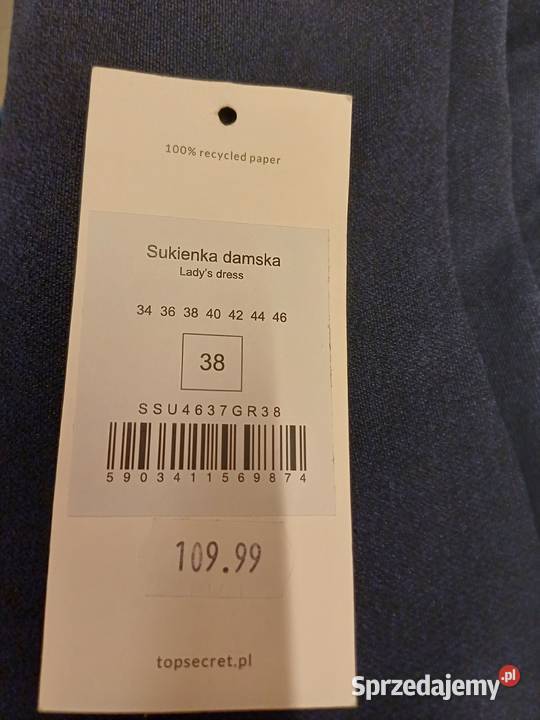 100% recycled paper
Sukienka damska
Lady's dress
34 36 38 40 42 44 46
38
SSU4637GR38
5903411569874
109.99
topsecret.pl
Sprzedajemy.pl